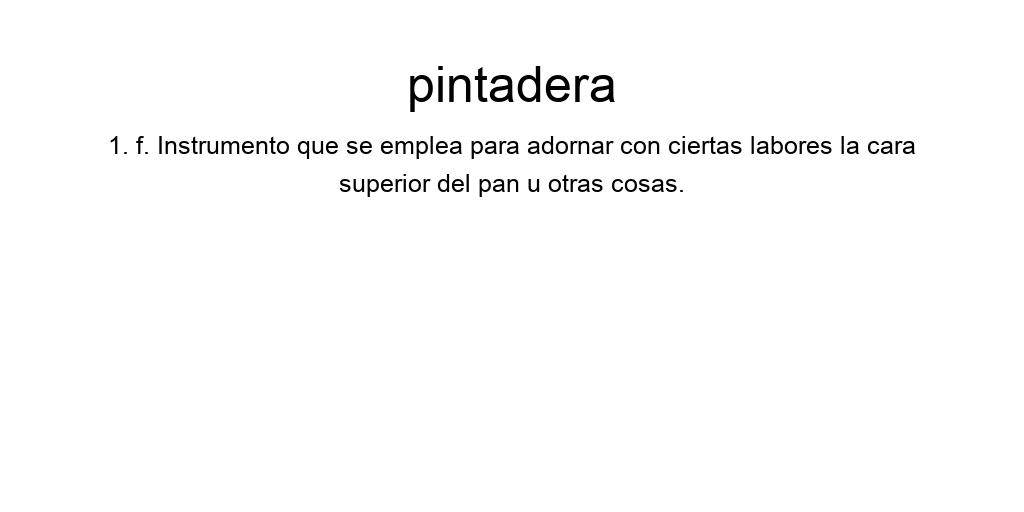 pintadera
1. f. Instrumento que se emplea para adornar con ciertas labores la cara
superior del pan u otras cosas.